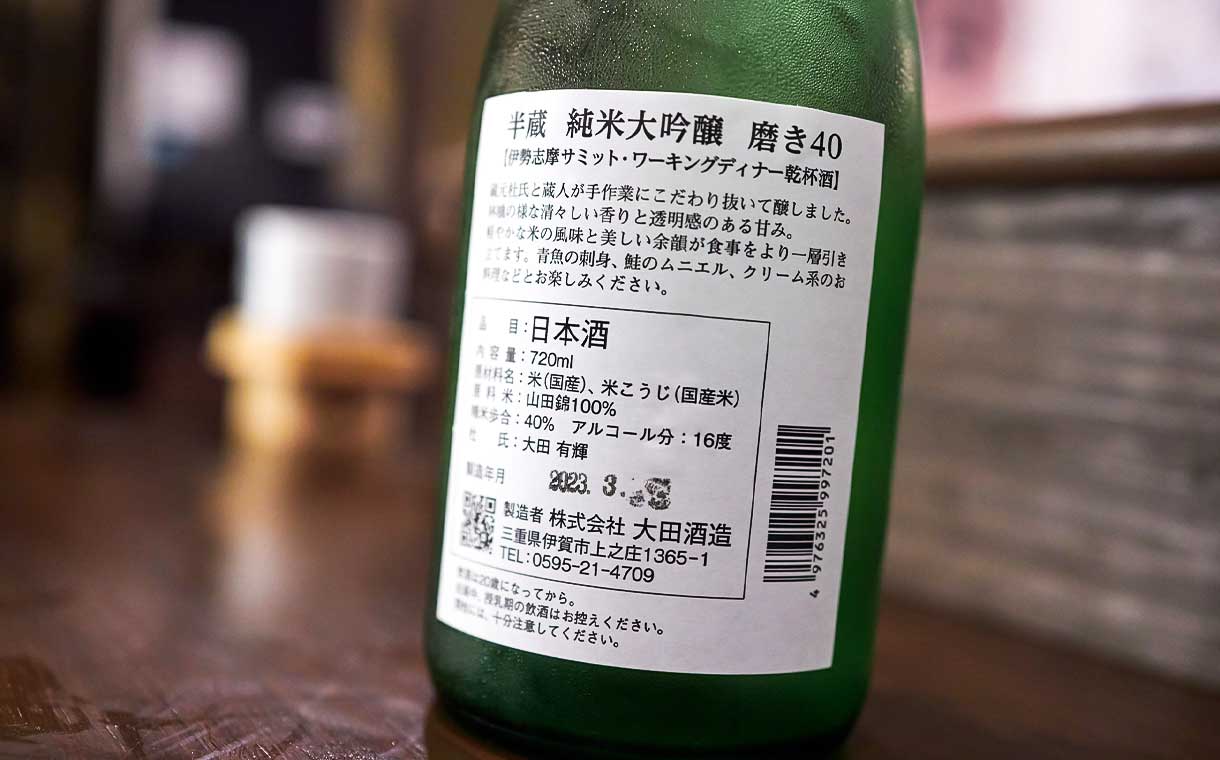 半蔵 純米大吟醸 磨き40
【伊勢志摩サミット・ワーキングディナー乾杯酒】
蔵元杜氏と蔵人が手作業にこだわり抜いて醸しました。
林檎の様な清々しい香りと透明感のある甘み。
軽やかな米の風味と美しい余韻が食事をより一層引き
立てます。青魚の刺身、鮭のムニエル、クリーム系のお
料理などとお楽しみください。
品目:日本酒
内容量:720ml
原材料名:米(国産)、米こうじ(国産米)
原料米:山田錦100%
精米歩合:40% アルコール分:16度
杜氏:大田 有輝
製造年月 2023. 3.
製造者 株式会社 大田酒造
三重県伊賀市上之庄1365-1
TEL:0595-21-4709
飲酒は20歳になってから。
妊娠中、授乳期の飲酒はお控えください。
には、十分注意してください。
4 976325 997201